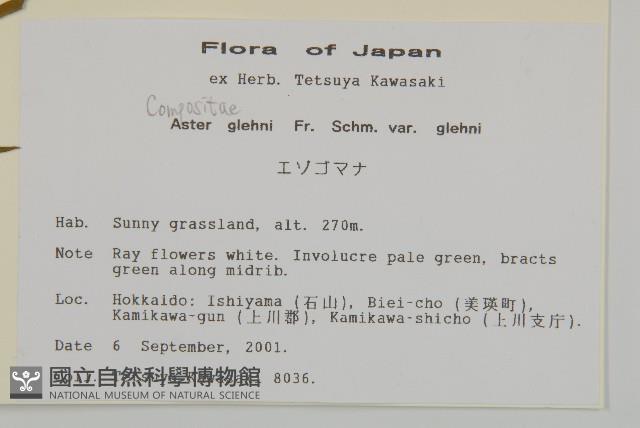 Flora of Japan
ex Herb. Tetsuya Kawasaki
Compositae
Aster glehni Fr. Schm. var. glehni
エゾゴマナ
Hab. Sunny grassland, alt. 270m.
Note Ray flowers white. Involucre pale green, bracts
green along midrib.
Loc. Hokkaido: Ishiyama (石山), Biei-cho (美瑛町),
Kamikawa-gun (上川郡), Kamikawa-shicho (上川支庁).
Date 6 September, 2001.
8036.
國立自然科學博物館
NATIONAL MUSEUM OF NATURAL SCIENCE